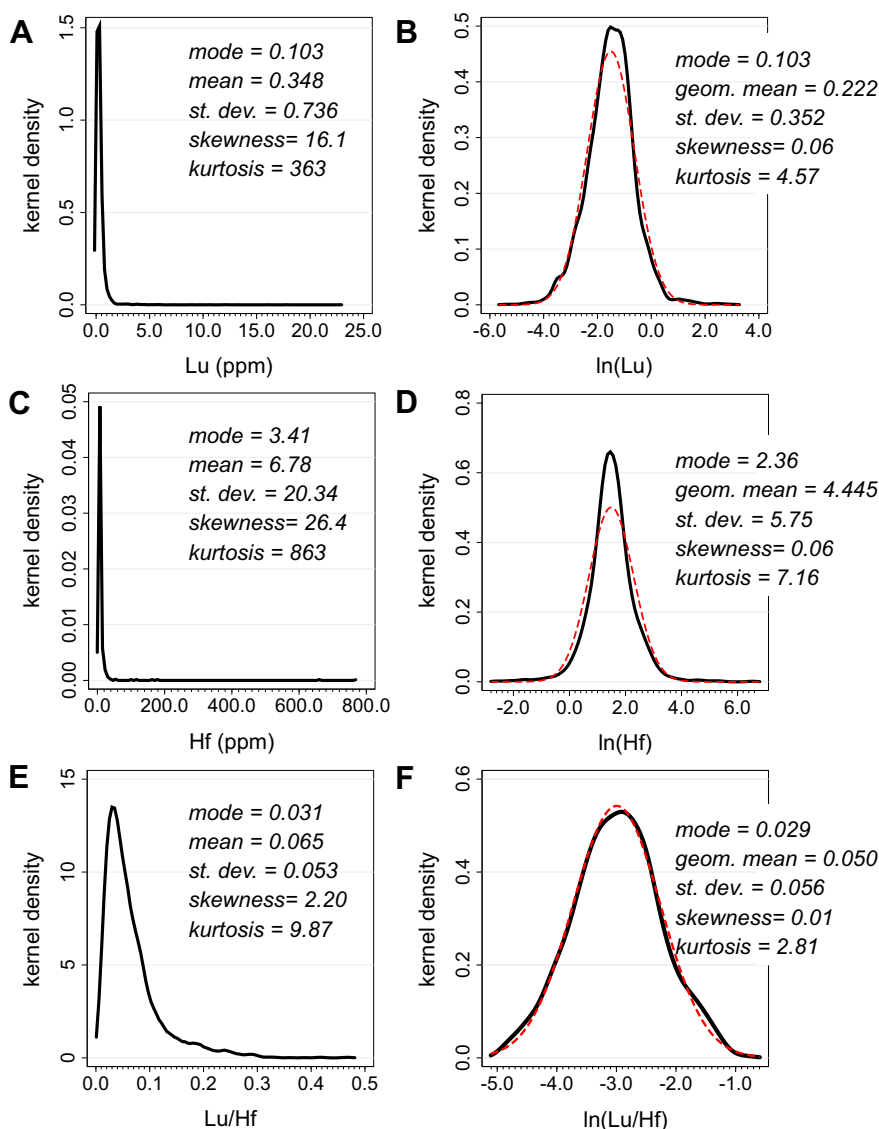 A
1.5
1.0
0.5
0.0
kernel density
mode = 0.103
mean = 0.348
st. dev. = 0.736
skewness= 16.1
kurtosis = 363
0.0 5.0 10.0 15.0 20.0 25.0
Lu (ppm)
B
0.5
0.4
0.3
0.2
0.1
0.0
kernel density
mode = 0.103
geom. mean = 0.222
st. dev. = 0.352
skewness= 0.06
kurtosis = 4.57
-6.0 -4.0 -2.0 0.0 2.0 4.0
ln(Lu)
C
0.05
0.04
0.03
0.02
0.01
0.00
kernel density
mode = 3.41
mean = 6.78
st. dev. = 20.34
skewness= 26.4
kurtosis = 863
0.0 200.0 400.0 600.0 800.0
Hf (ppm)
D
0.8
0.6
0.4
0.2
0.0
kernel density
mode = 2.36
geom. mean = 4.445
st. dev. = 5.75
skewness= 0.06
kurtosis = 7.16
-2.0 0.0 2.0 4.0 6.0
ln(Hf)
E
15
10
5
0
kernel density
mode = 0.031
mean = 0.065
st. dev. = 0.053
skewness= 2.20
kurtosis = 9.87
0.0 0.1 0.2 0.3 0.4 0.5
Lu/Hf
F
0.6
0.4
0.2
0.0
kernel density
mode = 0.029
geom. mean = 0.050
st. dev. = 0.056
skewness= 0.01
kurtosis = 2.81
-5.0 -4.0 -3.0 -2.0 -1.0
ln(Lu/Hf)